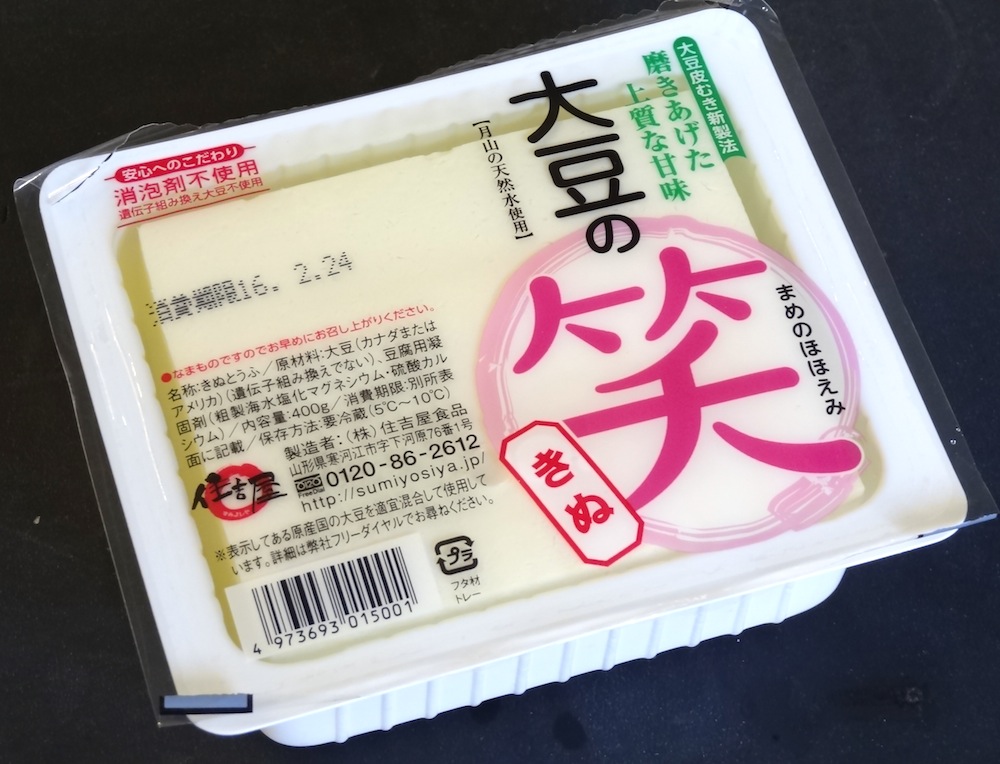 大豆皮むき新製法
磨きあげた
上質な甘味
大豆の
笑
【月山の天然水使用】
まめのほほえみ
きぬ
安心へのこだわり
消泡剤不使用
遺伝子組み換え大豆不使用
消費期限16. 2.24
●なまものですのでお早めにお召し上がりください。
名称:きぬとうふ/原材料:大豆(カナダまたは
アメリカ)(遺伝子組み換えでない)、豆腐用凝
固剤(粗製海水塩化マグネシウム・硫酸カル
シウム)/内容量:400g/消費期限:別所表
面に記載/保存方法:要冷蔵(5℃〜10℃)
製造者:(株)住吉屋食品
山形県寒河江市字下河原76番1号
Free Dial 0120-86-2612
http://sumiyosiya.jp/
住吉屋
すみよしや
※表示してある原産国の大豆を適宜混合して使用して
います。詳細は弊社フリーダイヤルでお尋ねください。
4 973693 015001
プラ
フタ材
トレー